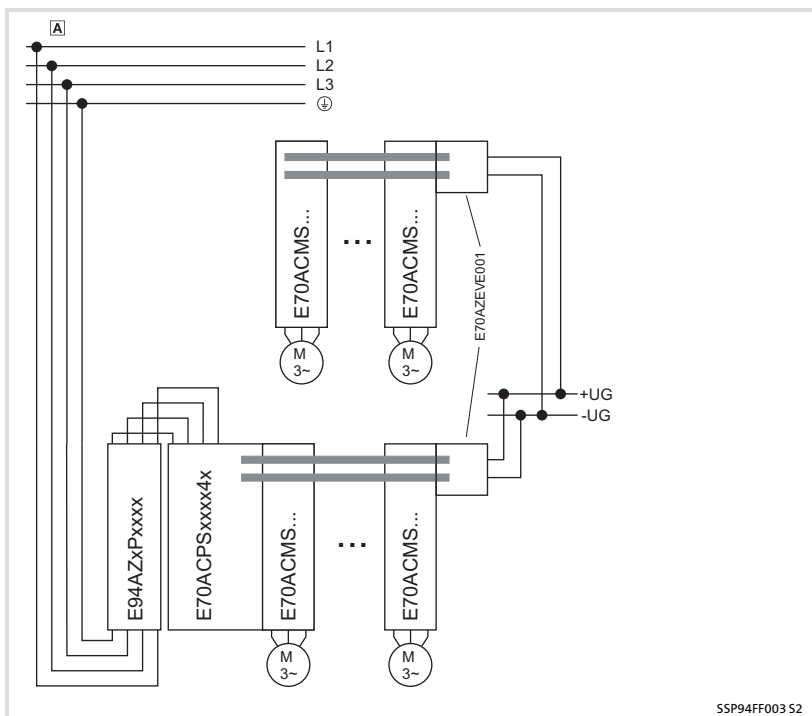 A
L1
L2
L3
E70ACMS...
...
E70ACMS...
E70AZEVE001
M
3~
M
3~
+UG
-UG
E94AZxPxxxx
E70ACPSxxxx4x
E70ACMS...
...
E70ACMS...
M
3~
M
3~
SSP94FF003 S2